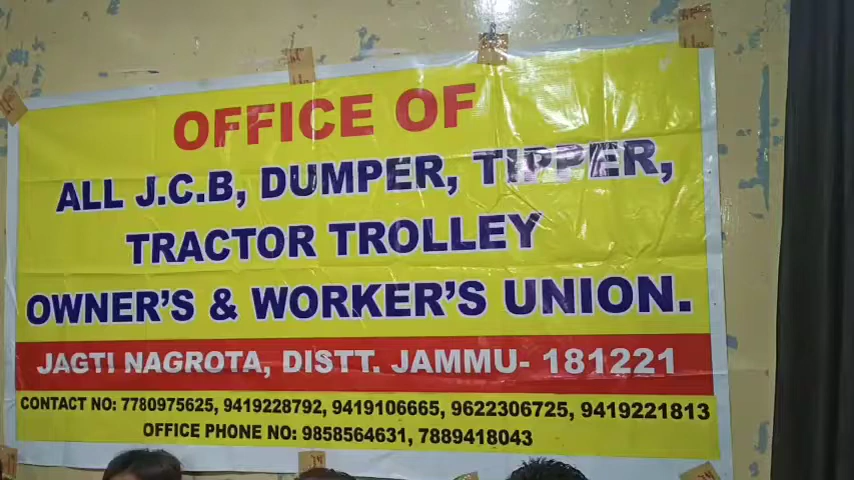 OFFICE OF
ALL J.C.B, DUMPER, TIPPER,
TRACTOR TROLLEY
OWNER'S & WORKER'S UNION.
JAGTI NAGROTA, DISTT. JAMMU- 181221
CONTACT NO: 7780975625, 9419228792, 9419106665, 9622306725, 9419221813
OFFICE PHONE NO: 9858564631, 7889418043